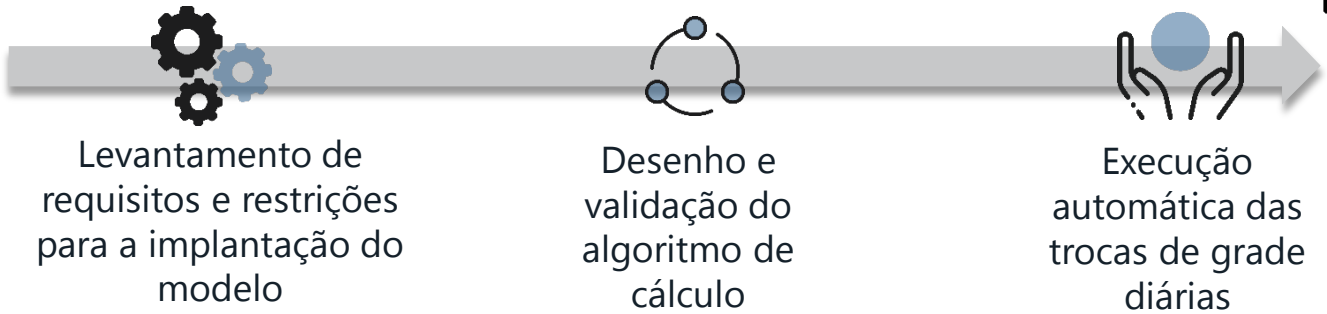 Levantamento de
requisitos e restrições
para a implantação do
modelo
Desenho e
validação do
algoritmo de
cálculo
Execução
automática das
trocas de grade
diárias